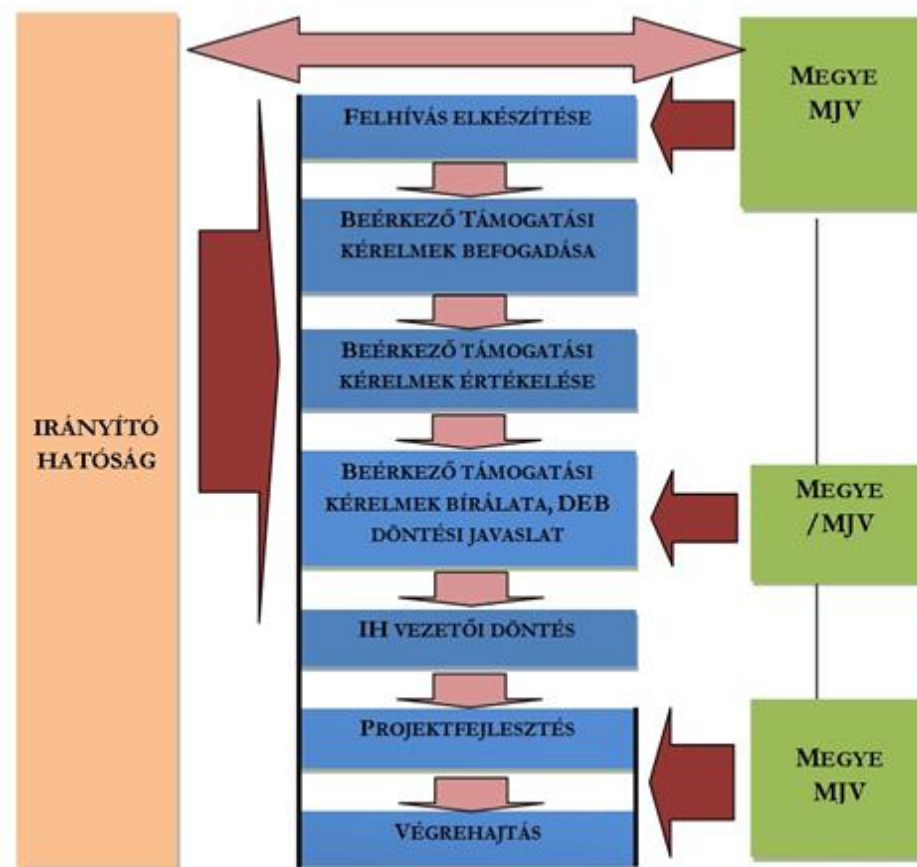 IRÁNYÍTÓ
HATÓSÁG
FELHÍVÁS ELKÉSZÍTÉSE
BEÉRKEZŐ TÁMOGATÁSI
KÉRELMEK BEFOGADÁSA
BEÉRKEZŐ TÁMOGATÁSI
KÉRELMEK ÉRTÉKELÉSE
BEÉRKEZŐ TÁMOGATÁSI
KÉRELMEK BÍRÁLATA, DEB
DÖNTÉSI JAVASLAT
IH VEZETŐI DÖNTÉS
PROJEKTFEJLESZTÉS
VÉGREHAJTÁS
MEGYE
MJV
MEGYE
/MJV
MEGYE
MJV